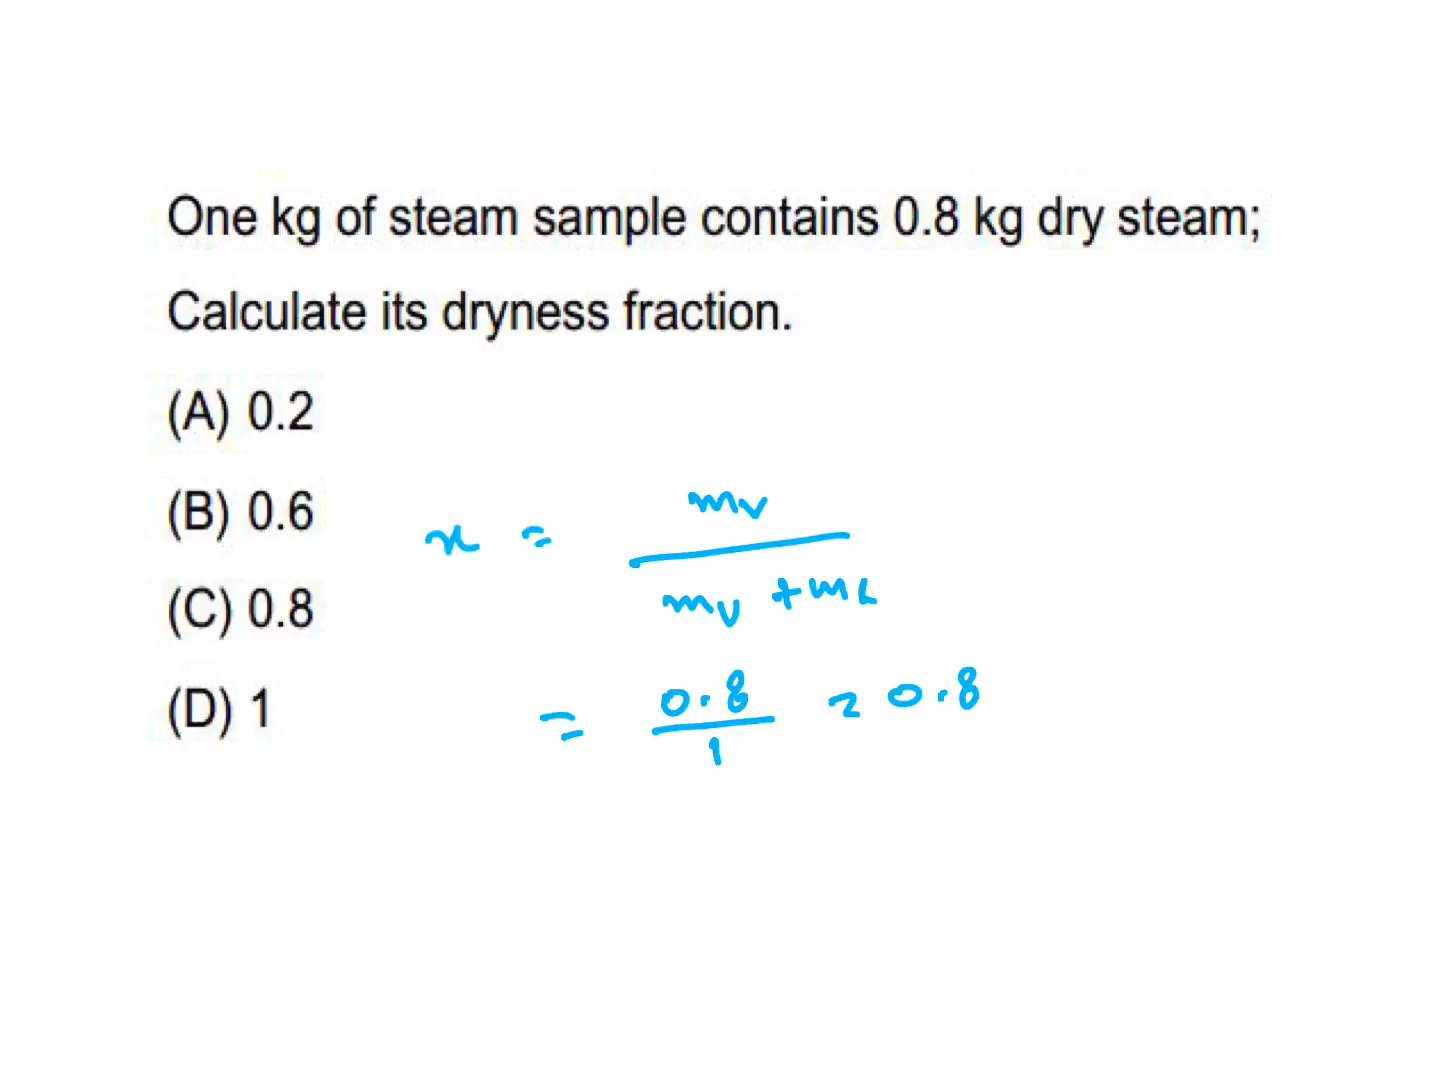 One kg of steam sample contains 0.8 kg dry steam;
Calculate its dryness fraction.
(A) 0.2
(B) 0.6
(C) 0.8
(D) 1
x = mv / mv + mL
= 0.8 / 1 = 0.8